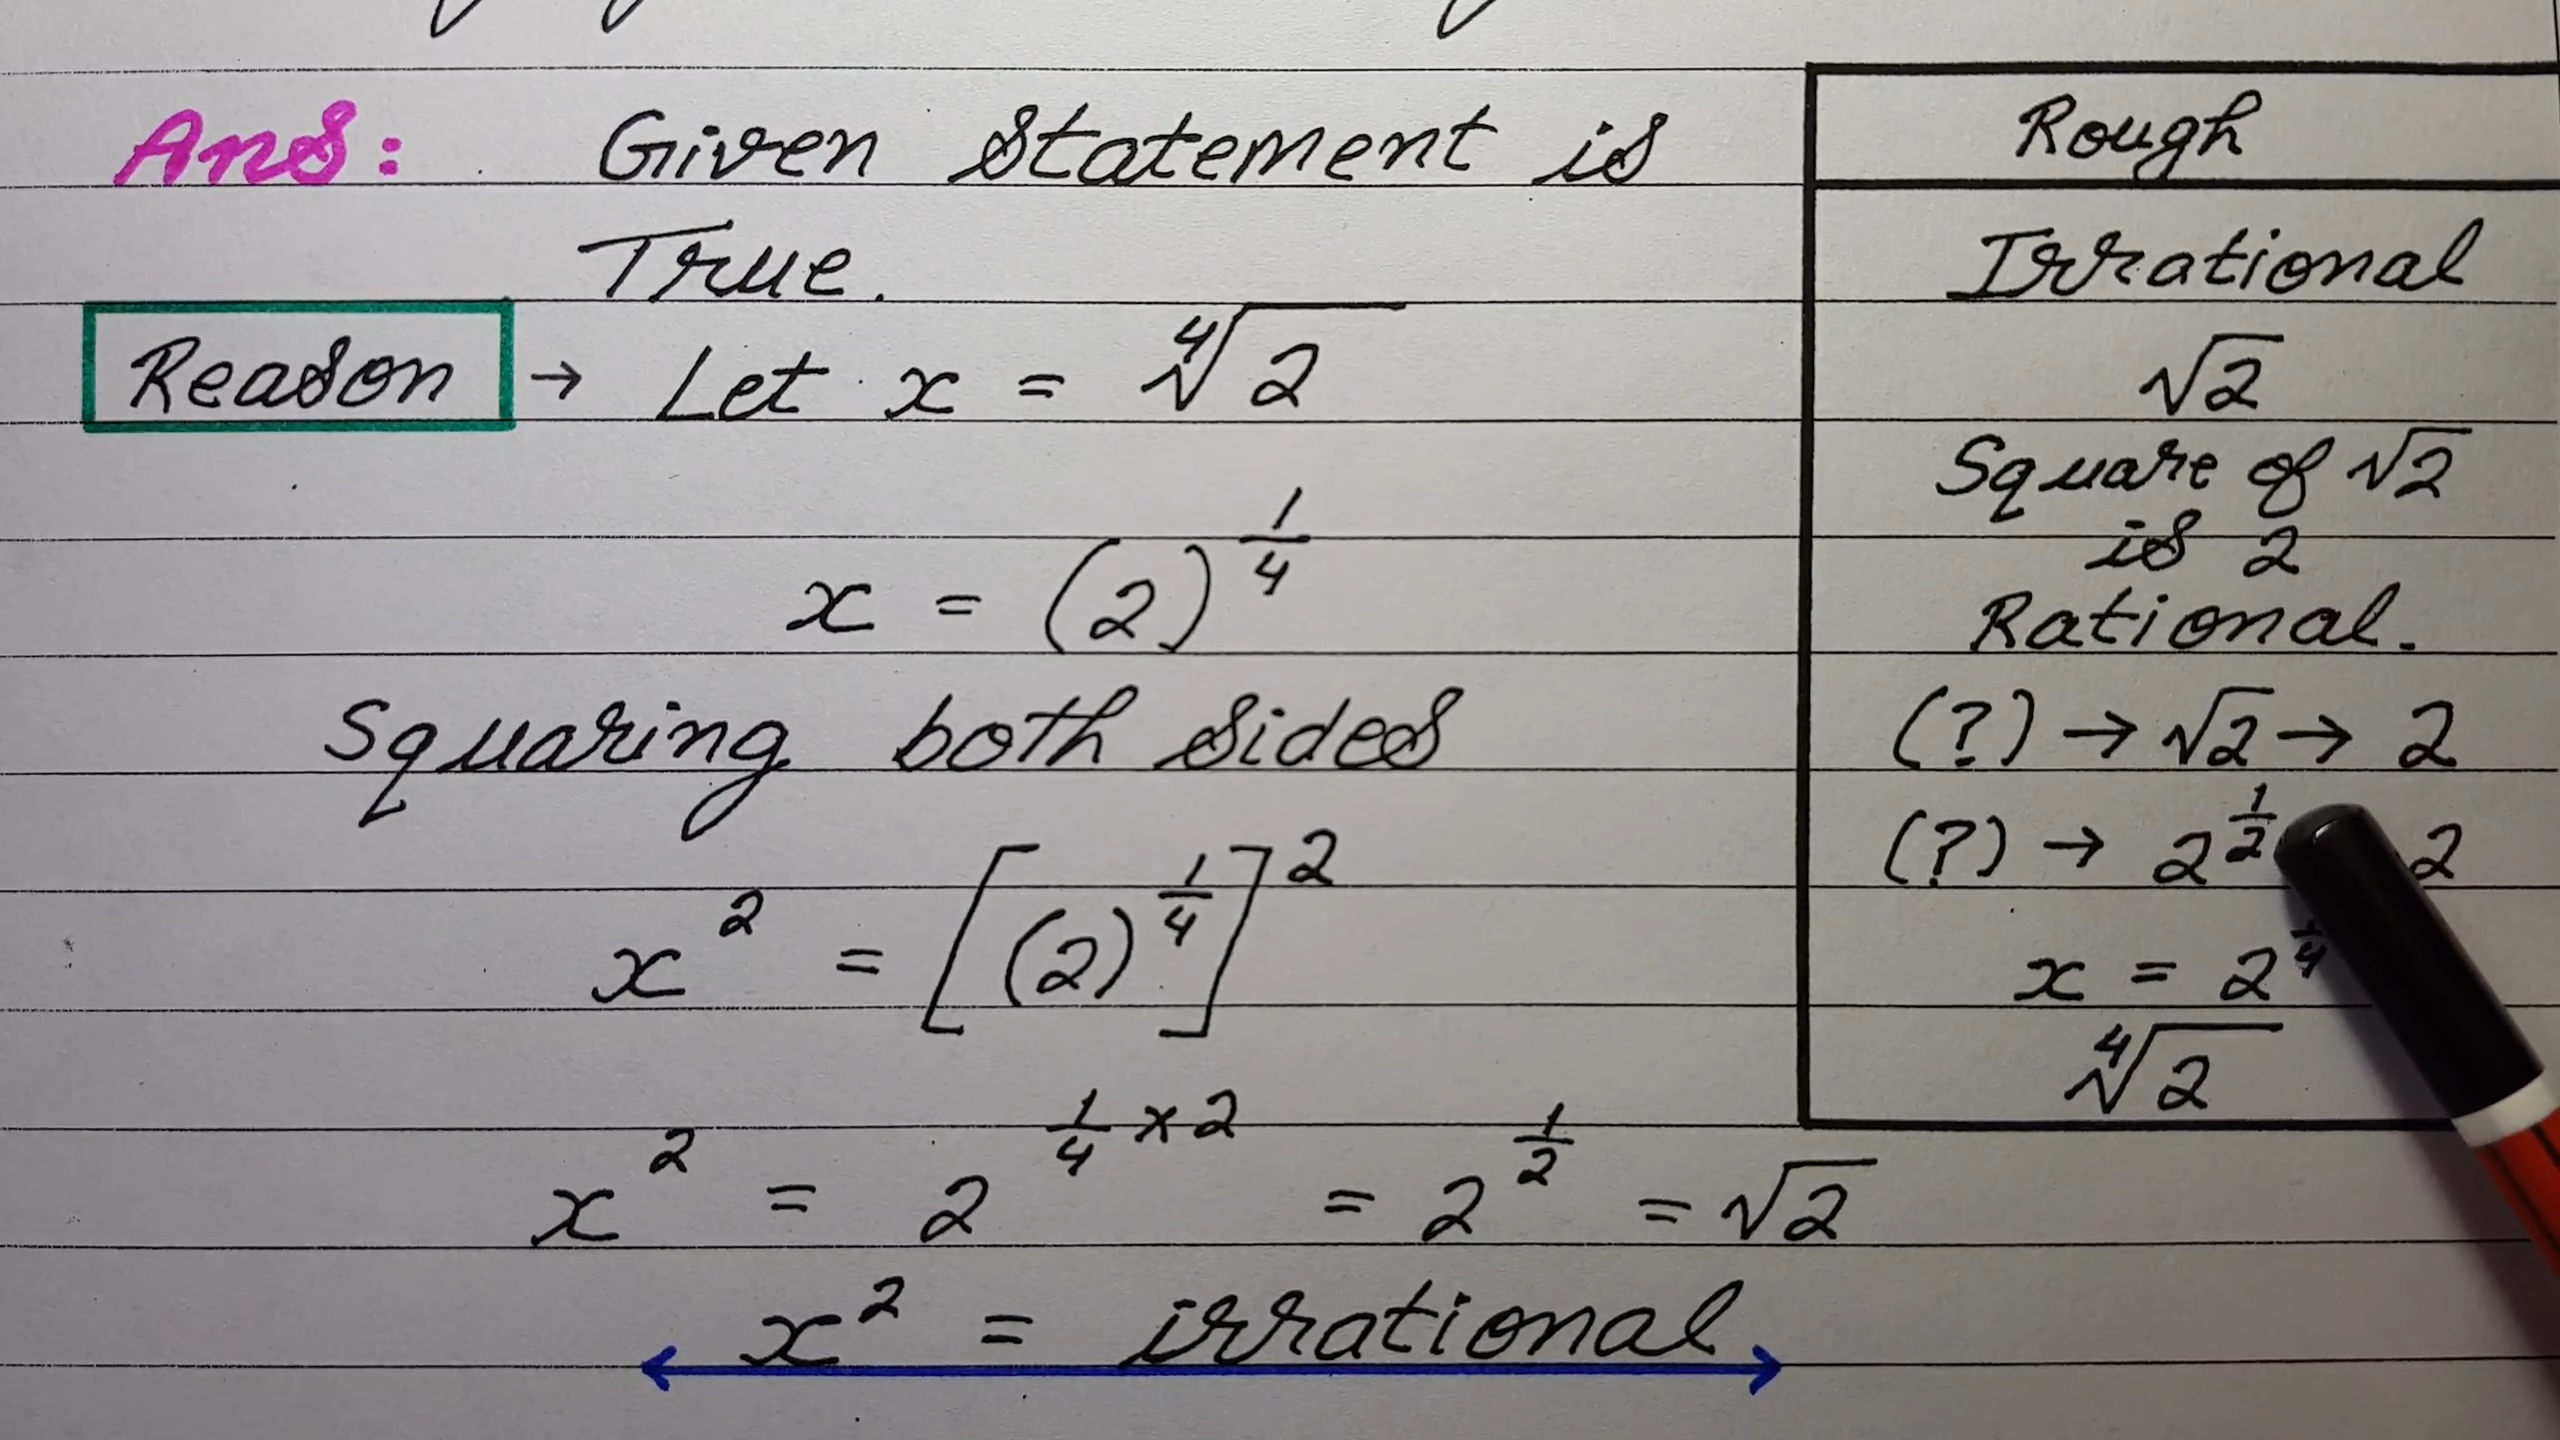 Ans: Given Statement is
True.
Reason → Let x = ∜2
x = (2)^{1/4}
Squaring both sides
x² = [(2)^{1/4}]²
x² = 2^{1/4 × 2} = 2^{1/2} = √2
x² = irrational
Rough
Irrational
√2
Square of √2
is 2
Rational.
(?) → √2 → 2
(?) → 2^{1/2} 2
x = 2^{1/4}
∜2